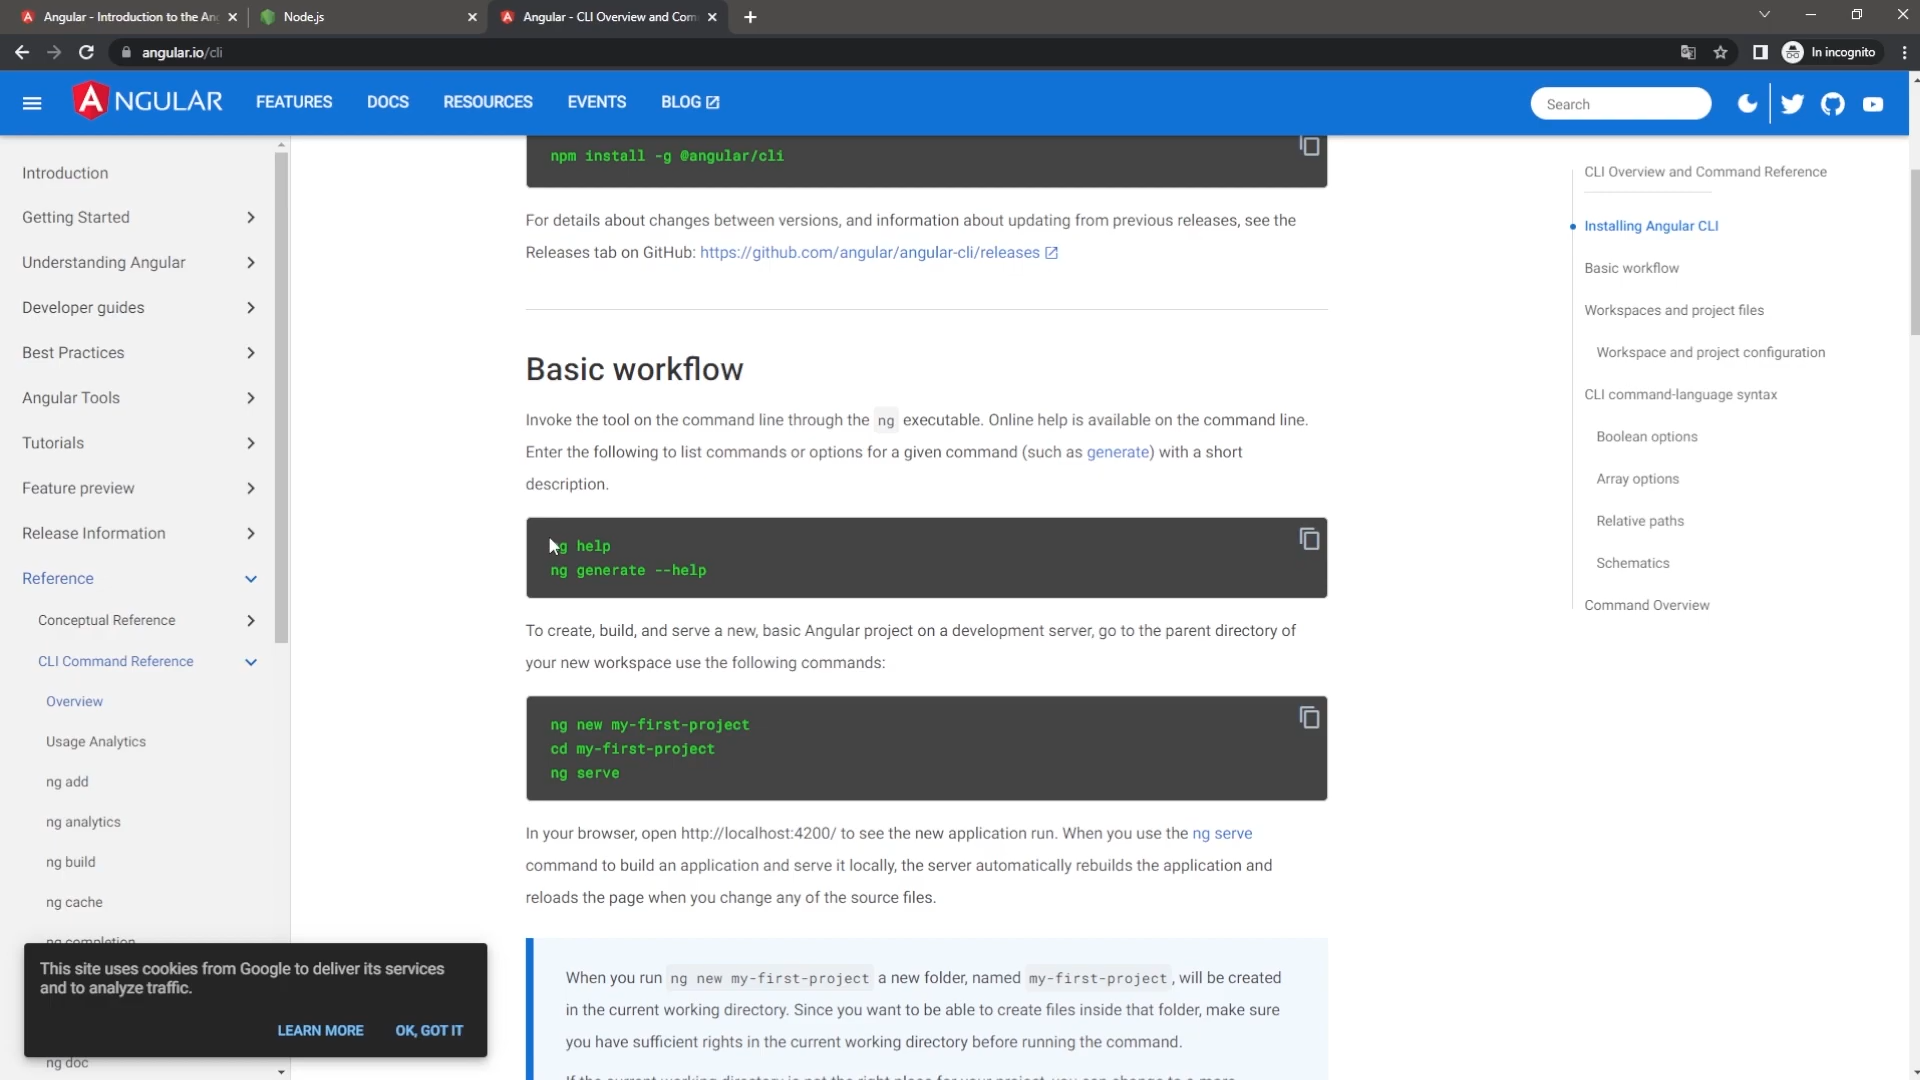 Angular - Introduction to the An
Node.js
Angular - CLI Overview and Com
angular.io/cli
In incognito
ANGULAR
FEATURES
DOCS
RESOURCES
EVENTS
BLOG
Search
Introduction
Getting Started
Understanding Angular
Developer guides
Best Practices
Angular Tools
Tutorials
Feature preview
Release Information
Reference
Conceptual Reference
CLI Command Reference
Overview
Usage Analytics
ng add
ng analytics
ng build
ng cache
ng completion
This site uses cookies from Google to deliver its services
and to analyze traffic.
LEARN MORE
OK, GOT IT
ng doc
npm install -g @angular/cli
For details about changes between versions, and information about updating from previous releases, see the
Releases tab on GitHub: https://github.com/angular/angular-cli/releases
Basic workflow
Invoke the tool on the command line through the ng executable. Online help is available on the command line.
Enter the following to list commands or options for a given command (such as generate) with a short
description.
ng help
ng generate --help
To create, build, and serve a new, basic Angular project on a development server, go to the parent directory of
your new workspace use the following commands:
ng new my-first-project
cd my-first-project
ng serve
In your browser, open http://localhost:4200/ to see the new application run. When you use the ng serve
command to build an application and serve it locally, the server automatically rebuilds the application and
reloads the page when you change any of the source files.
When you run ng new my-first-project a new folder, named my-first-project, will be created
in the current working directory. Since you want to be able to create files inside that folder, make sure
you have sufficient rights in the current working directory before running the command.
CLI Overview and Command Reference
Installing Angular CLI
Basic workflow
Workspaces and project files
Workspace and project configuration
CLI command-language syntax
Boolean options
Array options
Relative paths
Schematics
Command Overview